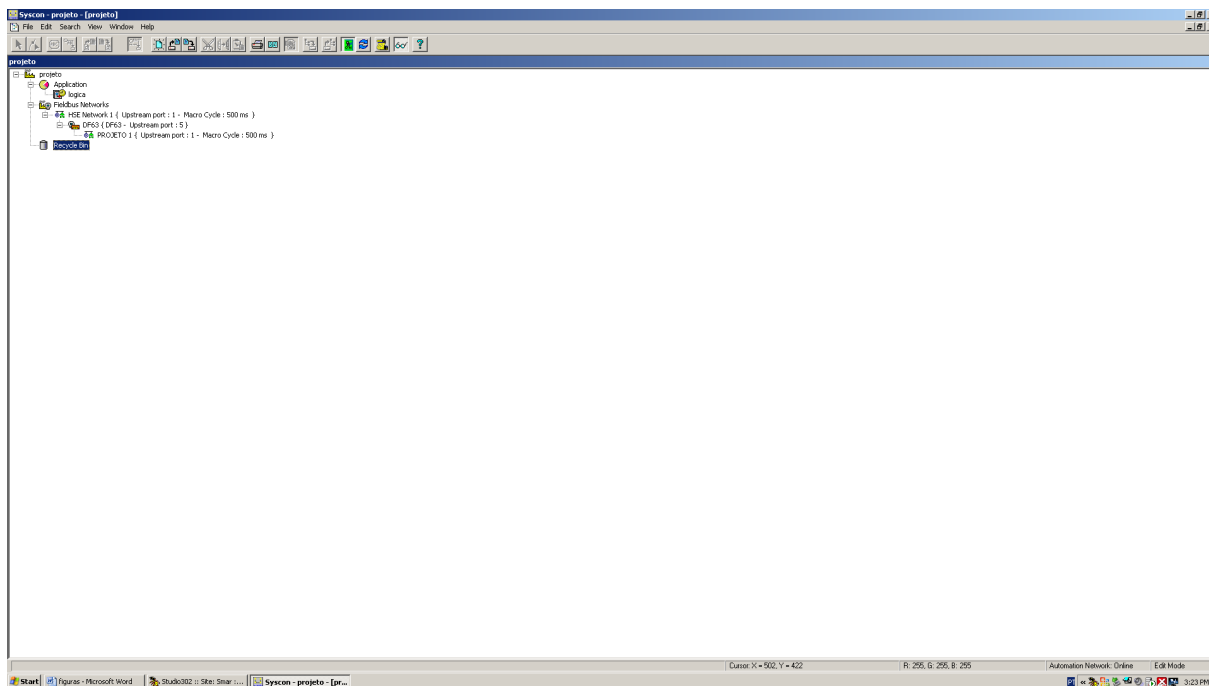 Syscon - projeto - [projeto]
File Edit Search View Window Help
projeto
projeto
Application
logica
Fieldbus Networks
HSE Network 1 ( Upstream port : 1 - Macro Cycle : 500 ms )
DF63 ( DF63 - Upstream port : 5 )
PROJETO 1 ( Upstream port : 1 - Macro Cycle : 500 ms )
Recycle Bin
Cursor: X = 502, Y = 422 R: 255, G: 255, B: 255 Automation Network: Online Edit Mode
Start figuras - Microsoft Word Studio302 :: Site: Smar :... Syscon - projeto - [pr... PT « 3:23 PM